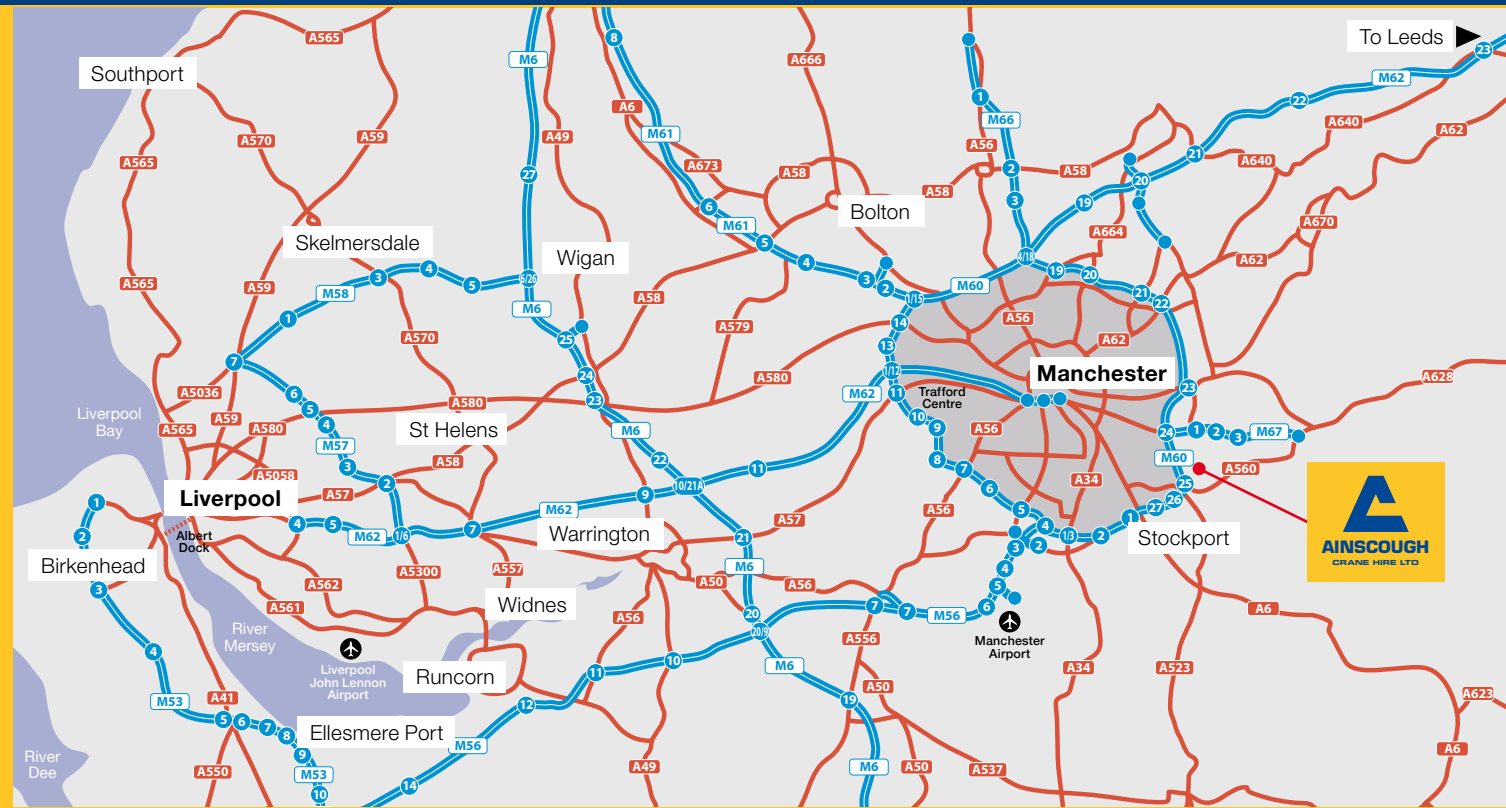 To Leeds
Southport
A565
M6
8
A666
23
M62
1
M66
22
A6
M61
A49
A570
A59
A56
A640
A62
A565
27
A673
A58
2
A58
21
A640
20
A58
3
19
6
Bolton
M61
A664
A670
Skelmersdale
5
Wigan
4/18
19
20
A62
3
4
5
6/26
4
3
2
M60
21
22
A565
A59
M58
M6
A58
1/15
1
A570
A579
14
A56
A62
25
13
7
24
A580
1/12
Manchester
A628
A5036
6
23
M62
11
Trafford
Centre
23
Liverpool
Bay
A59
5
A580
10
A565
A580
4
St Helens
M6
9
A56
24
1
2
3
M67
M57
A5058
3
A58
22
8
7
M60
A560
Liverpool
A57
2
10/21A
11
6
A34
25
1
9
M62
A56
5
26
27
AINSCOUGH
CRANE HIRE LTD
4
5
M62
1/6
7
Warrington
A57
21
4
1
2
Albert
Dock
3
2
1/3
2
Stockport
Birkenhead
A5300
A557
M6
4
3
A562
A50
A56
5
A561
Widnes
A56
20
7
7
M56
6
A6
River
Mersey
20/9
A556
Manchester
Airport
4
Liverpool
John Lennon
Airport
Runcorn
11
10
M6
A34
A523
M53
A41
12
19
A50
A623
5
6
7
8
Ellesmere Port
M56
9
River
Dee
A550
M53
14
A49
M6
A50
A537
A6
10